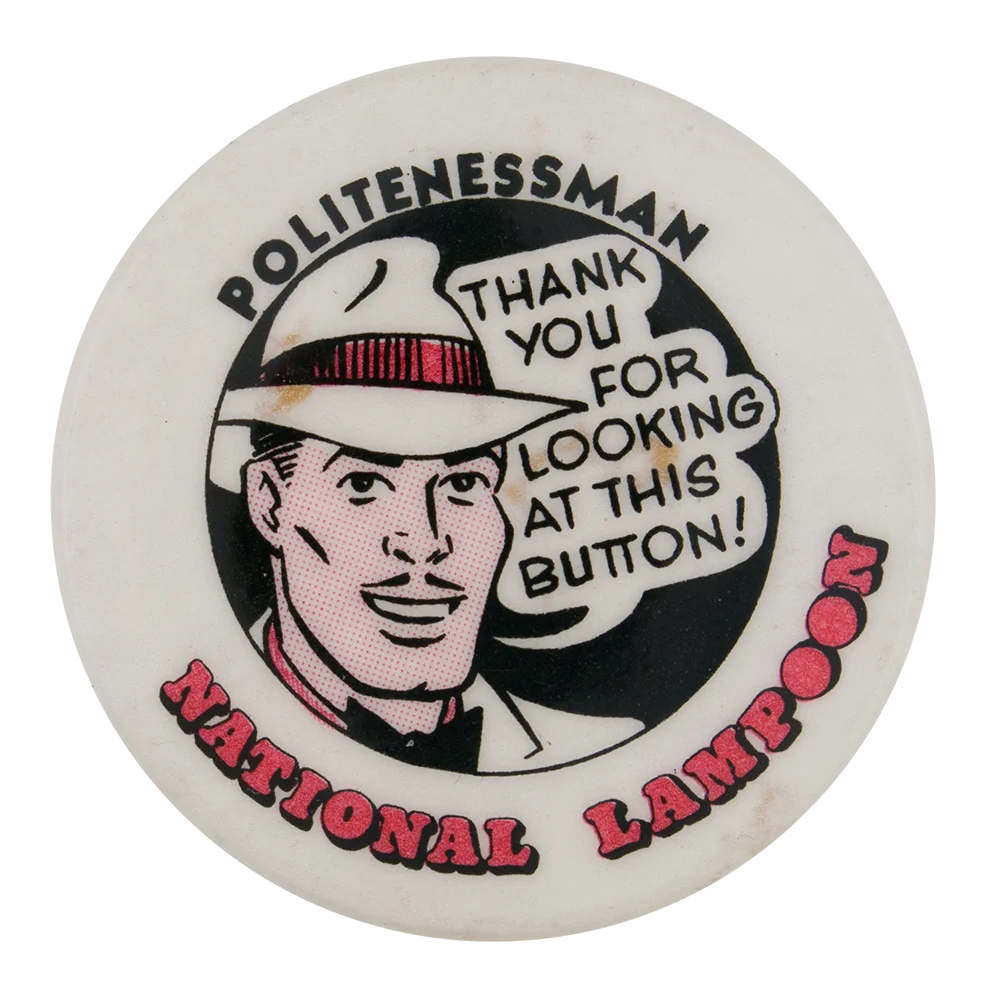 POLITENESSMAN
THANK
YOU
FOR
LOOKING
AT THIS
BUTTON!
NATIONAL LAMPOON